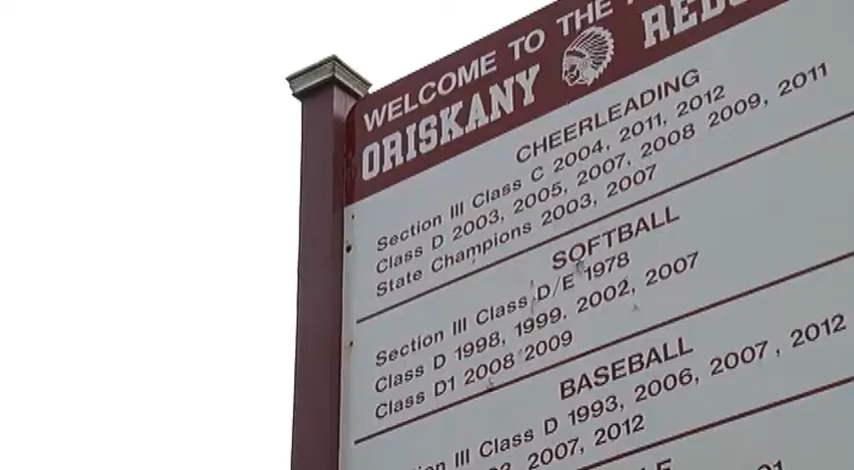 WELCOME TO THE
ORISKANY
CHEERLEADING
Section III Class C 2004, 2011, 2012
Class D 2003, 2005, 2007, 2008 2009, 2011
State Champions 2003, 2007
SOFTBALL
Section III Class D/E 1978
Class D 1998, 1999. 2002, 2007
Class D1 2008 2009
BASEBALL
III Class D 1993, 2006, 2007, 2012
2007, 2012